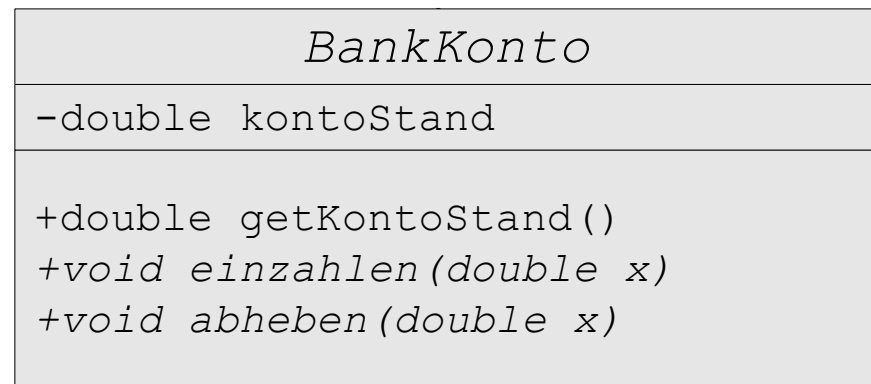 BankKonto
-double kontoStand
+double getKontoStand()
+void einzahlen(double x)
+void abheben(double x)